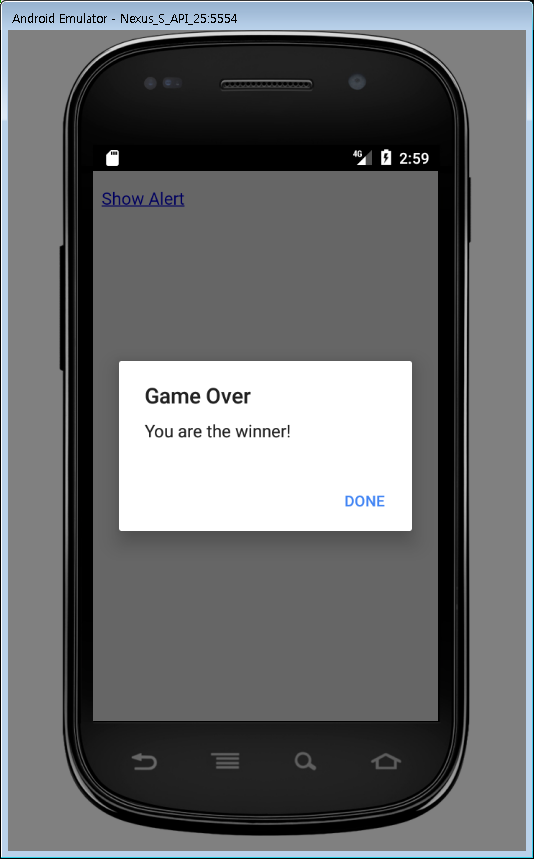 Android Emulator - Nexus_S_API_25:5554
4G 2:59
Show Alert
Game Over
You are the winner!
DONE